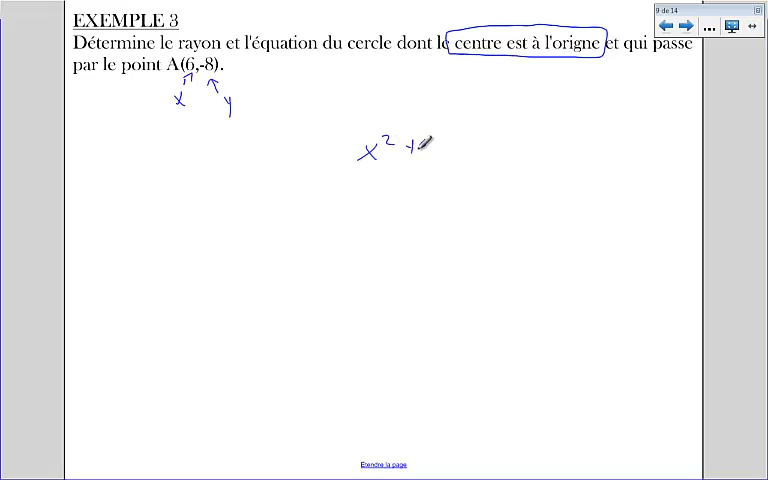 EXEMPLE 3
9 de 14
Détermine le rayon et l'équation du cercle dont le centre est à l'origne et qui passe
par le point A(6,-8).
x y
x² +
Étendre la page